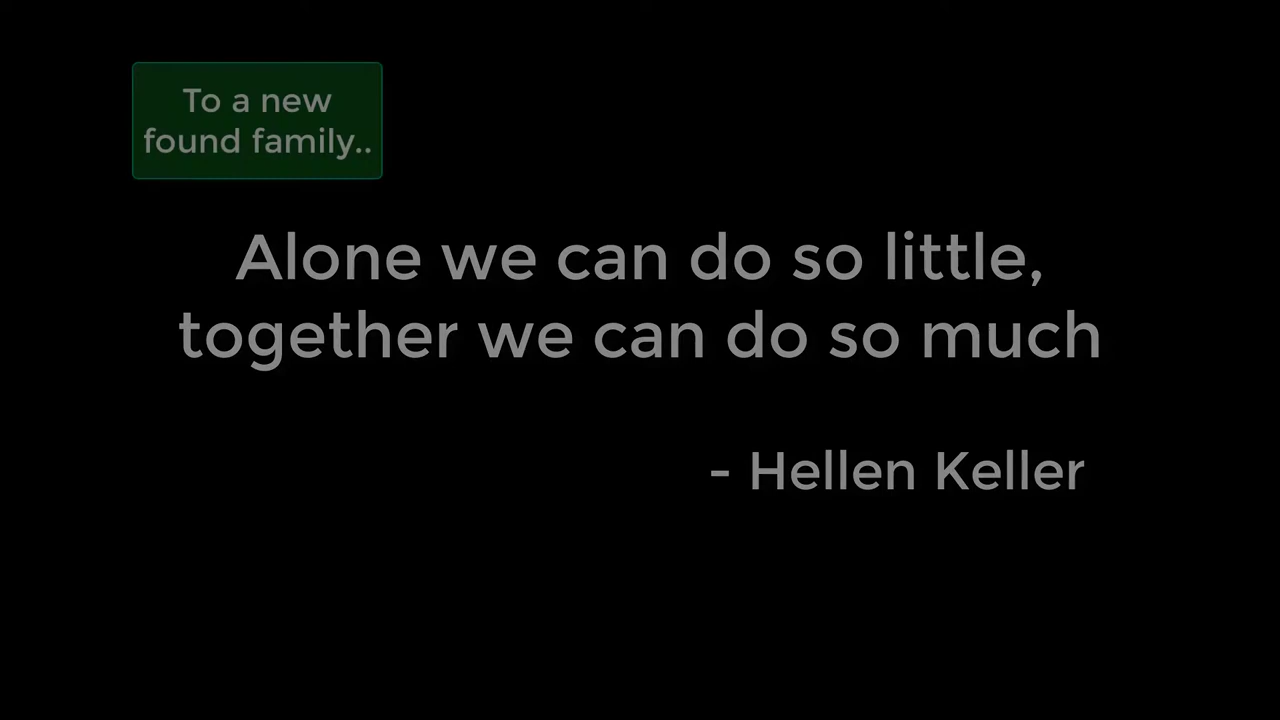 To a new
found family..
Alone we can do so little,
together we can do so much
- Hellen Keller